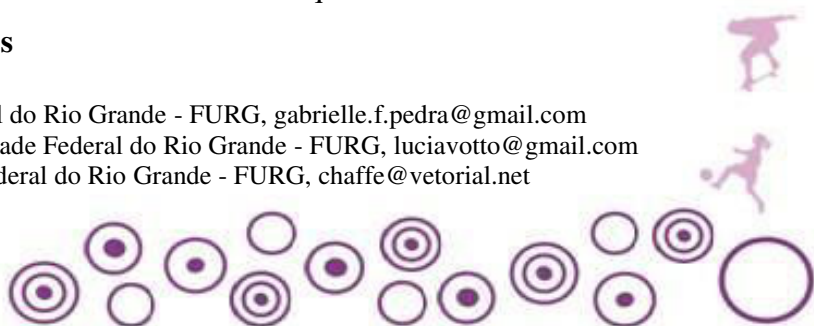 s
l do Rio Grande - FURG, gabrielle.f.pedra@gmail.com
ade Federal do Rio Grande - FURG, luciavotto@gmail.com
deral do Rio Grande - FURG, chaffe@vetorial.net